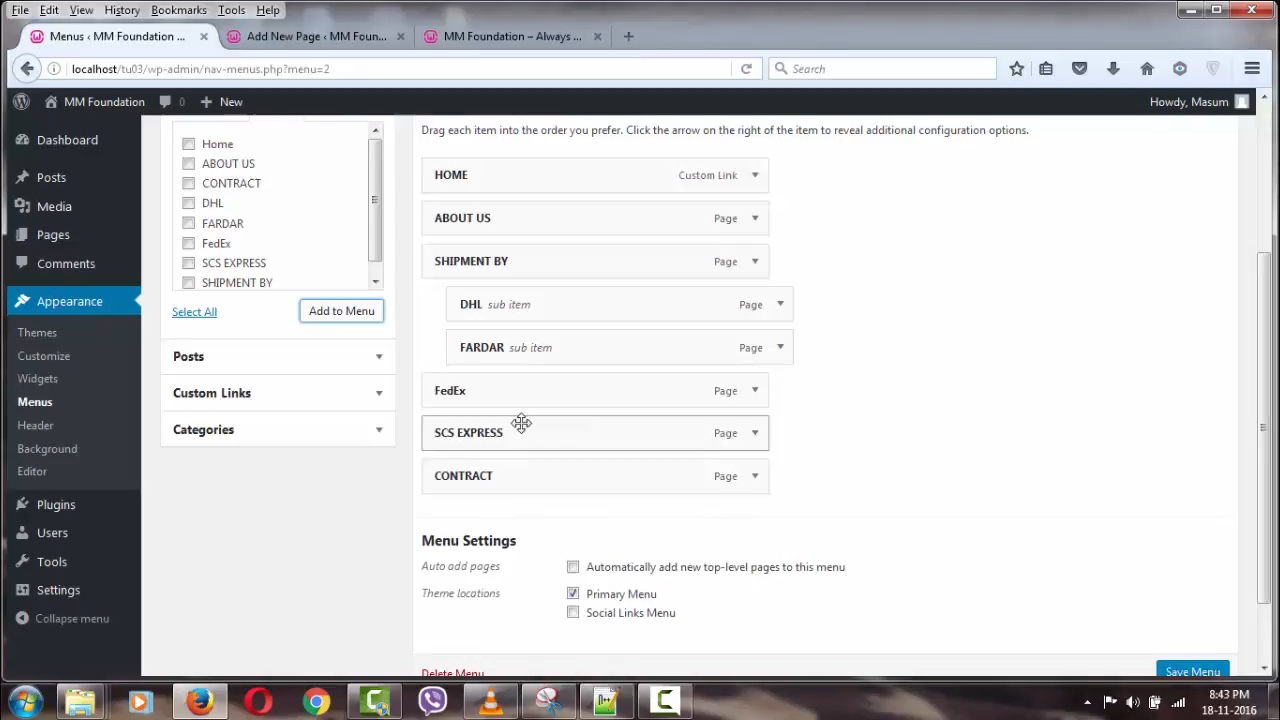 File Edit View History Bookmarks Tools Help
Menus ‹ MM Foundation ... × Add New Page ‹ MM Foun... × MM Foundation – Always ... × +
localhost/tu03/wp-admin/nav-menus.php?menu=2 Search
MM Foundation 0 + New Howdy, Masum
Dashboard
Posts
Media
Pages
Comments
Appearance
Themes
Customize
Widgets
Menus
Header
Background
Editor
Plugins
Users
Tools
Settings
Collapse menu
Home
ABOUT US
CONTRACT
DHL
FARDAR
FedEx
SCS EXPRESS
SHIPMENT BY
Select All Add to Menu
Posts
Custom Links
Categories
Drag each item into the order you prefer. Click the arrow on the right of the item to reveal additional configuration options.
HOME Custom Link
ABOUT US Page
SHIPMENT BY Page
DHL sub item Page
FARDAR sub item Page
FedEx Page
SCS EXPRESS Page
CONTRACT Page
Menu Settings
Auto add pages Automatically add new top-level pages to this menu
Theme locations Primary Menu
Social Links Menu
Delete Menu Save Menu
8:43 PM
18-11-2016